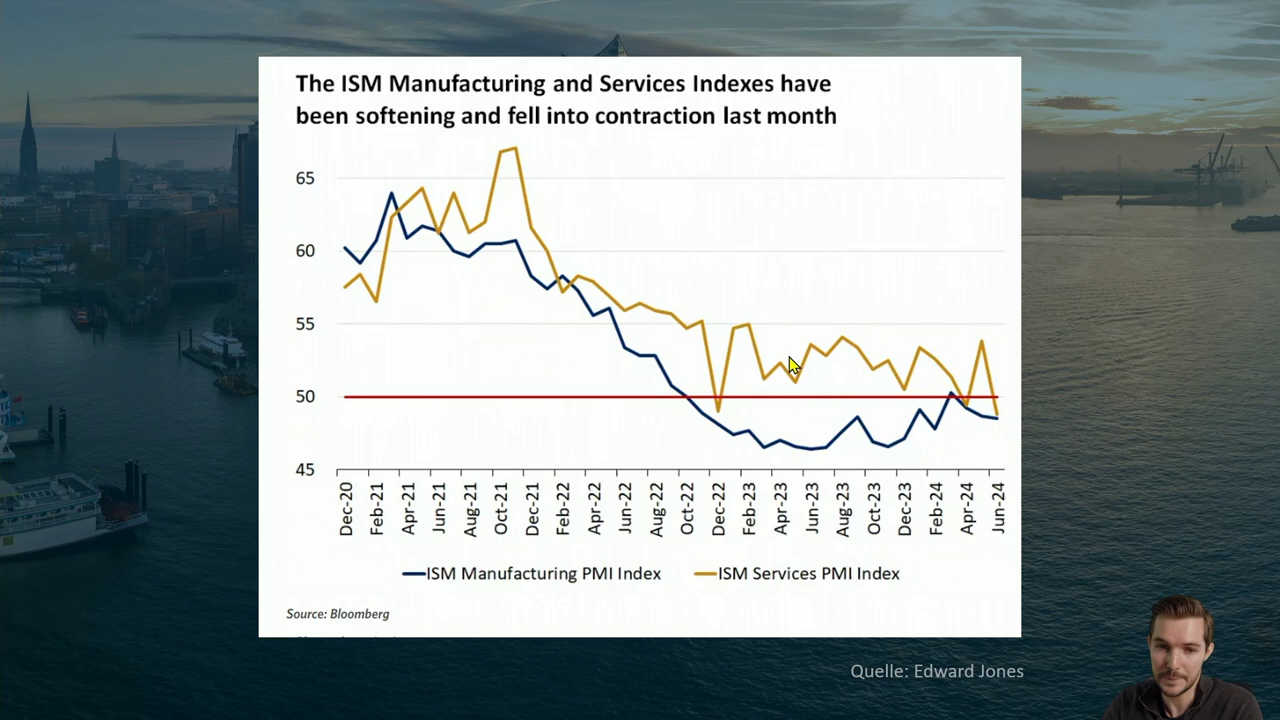 The ISM Manufacturing and Services Indexes have
been softening and fell into contraction last month
65
60
55
50
45
Dec-20
Feb-21
Apr-21
Jun-21
Aug-21
Oct-21
Dec-21
Feb-22
Apr-22
Jun-22
Aug-22
Oct-22
Dec-22
Feb-23
Apr-23
Jun-23
Aug-23
Oct-23
Dec-23
Feb-24
Apr-24
Jun-24
ISM Manufacturing PMI Index
ISM Services PMI Index
Source: Bloomberg
Quelle: Edward Jones